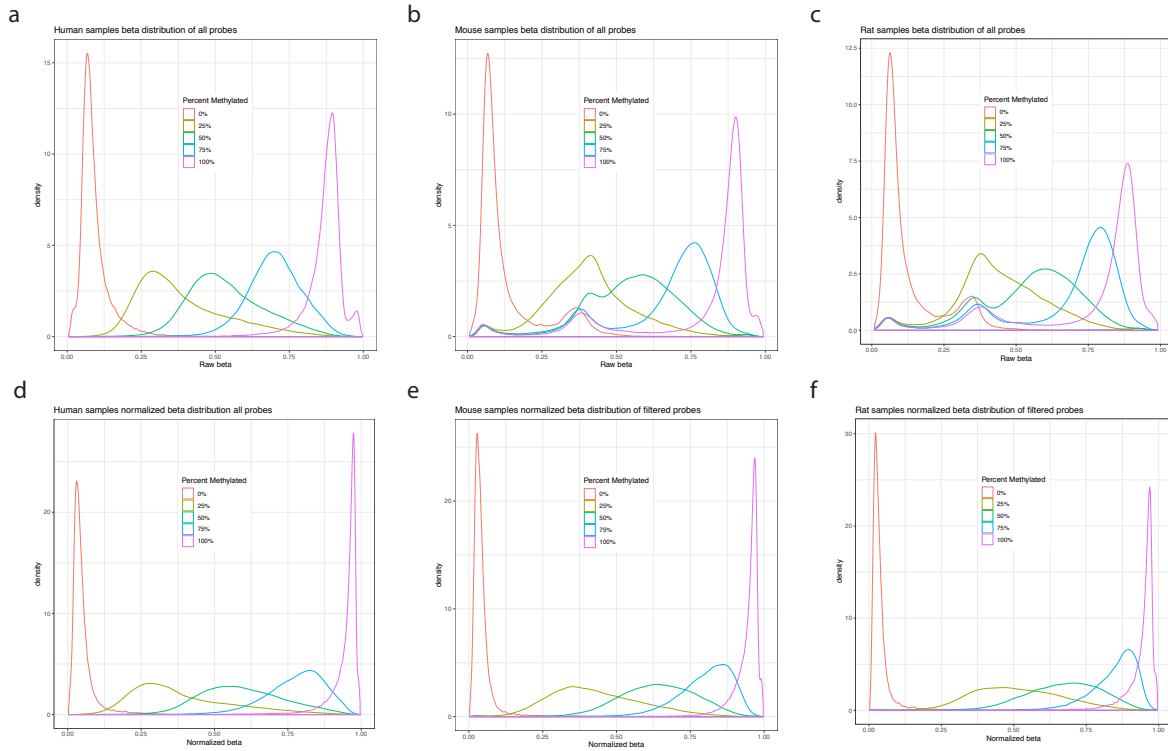 a
Human samples beta distribution of all probes
15
10
5
0
density
Percent Methylated
0%
25%
50%
75%
100%
0.00
0.25
0.50
0.75
1.00
Raw beta
b
Mouse samples beta distribution of all probes
10
5
0
density
Percent Methylated
0%
25%
50%
75%
100%
0.00
0.25
0.50
0.75
1.00
Raw beta
c
Rat samples beta distribution of all probes
12.5
10.0
7.5
5.0
2.5
0.0
density
Percent Methylated
0%
25%
50%
75%
100%
0.00
0.25
0.50
0.75
1.00
Raw beta
d
Human samples normalized beta distribution all probes
20
10
0
density
Percent Methylated
0%
25%
50%
75%
100%
0.00
0.25
0.50
0.75
1.00
Normalized beta
e
Mouse samples normalized beta distribution of filtered probes
20
10
0
density
Percent Methylated
0%
25%
50%
75%
100%
0.00
0.25
0.50
0.75
1.00
Normalized beta
f
Rat samples normalized beta distribution of filtered probes
30
20
10
0
density
Percent Methylated
0%
25%
50%
75%
100%
0.00
0.25
0.50
0.75
1.00
Normalized beta